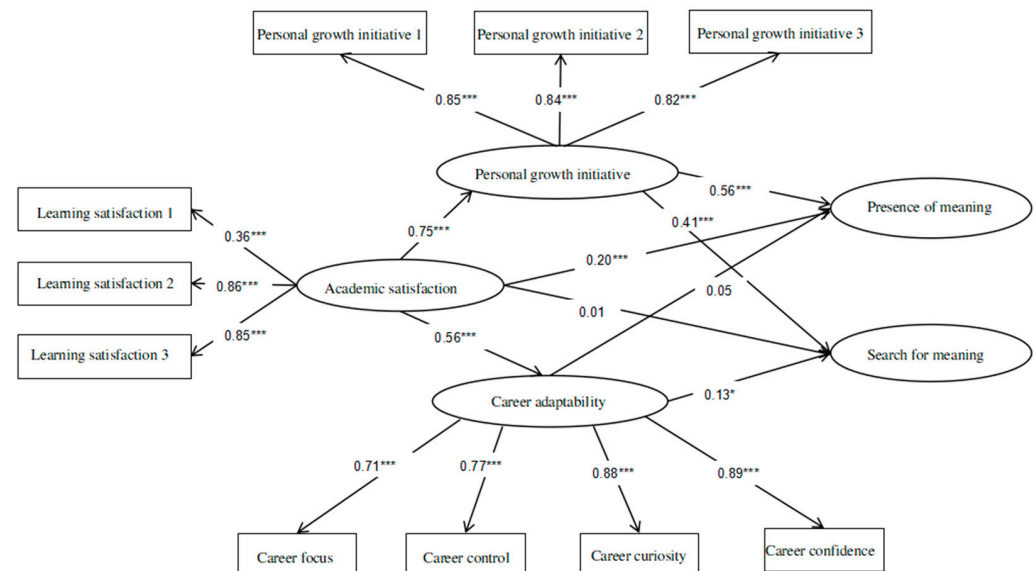 Personal growth initiative 1
Personal growth initiative 2
Personal growth initiative 3
0.85***
0.84***
0.82***
Personal growth initiative
0.56***
Presence of meaning
Learning satisfaction 1
0.36***
0.75***
0.41***
0.20***
Learning satisfaction 2
0.86***
Academic satisfaction
0.05
0.01
Learning satisfaction 3
0.85***
0.56***
Search for meaning
Career adaptability
0.13*
0.71***
0.77***
0.88***
0.89***
Career focus
Career control
Career curiosity
Career confidence